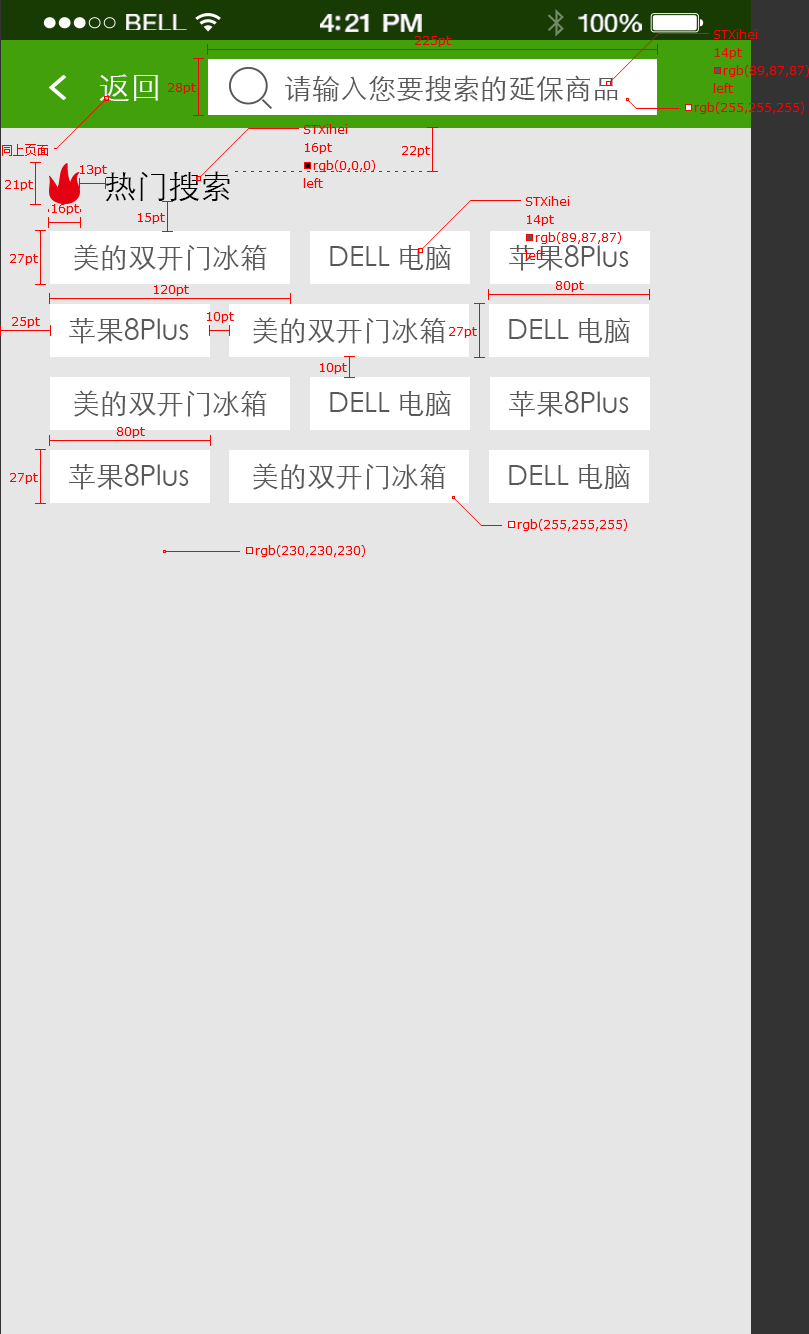 BELL 4:21 PM 100%
STXihei
14pt
rgb(89,87,87)
left
rgb(255,255,255)
225pt
返回 28pt 请输入您要搜索的延保商品
同上页面
STXihei
16pt
rgb(0,0,0)
left
22pt
21pt 13pt 热门搜索
16pt 15pt
STXihei
14pt
rgb(89,87,87)
left
27pt 美的双开门冰箱 DELL 电脑 苹果8Plus
120pt 80pt
25pt 苹果8Plus 10pt 美的双开门冰箱 27pt DELL 电脑
10pt
美的双开门冰箱 DELL 电脑 苹果8Plus
80pt
27pt 苹果8Plus 美的双开门冰箱 DELL 电脑
rgb(255,255,255)
rgb(230,230,230)